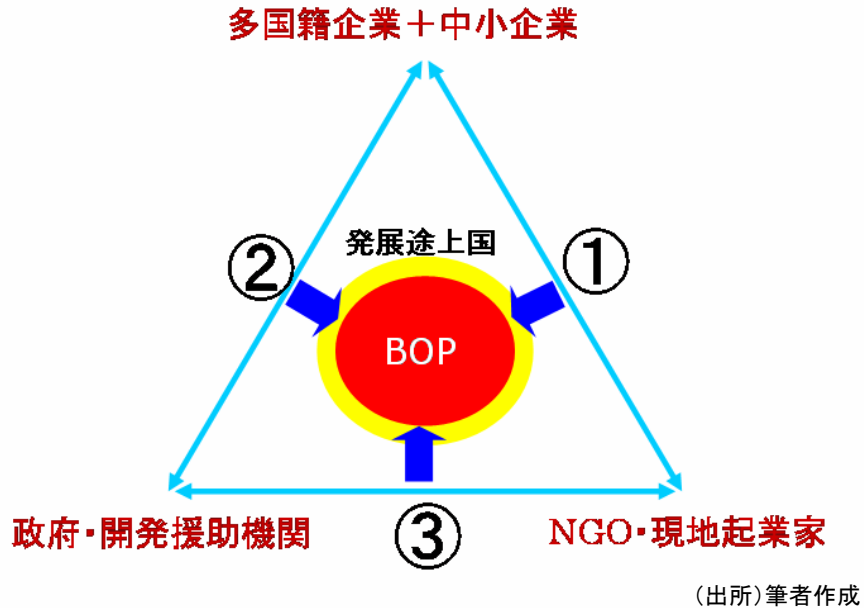 多国籍企業＋中小企業
発展途上国
②
①
BOP
政府・開発援助機関
③
NGO・現地起業家
（出所）筆者作成